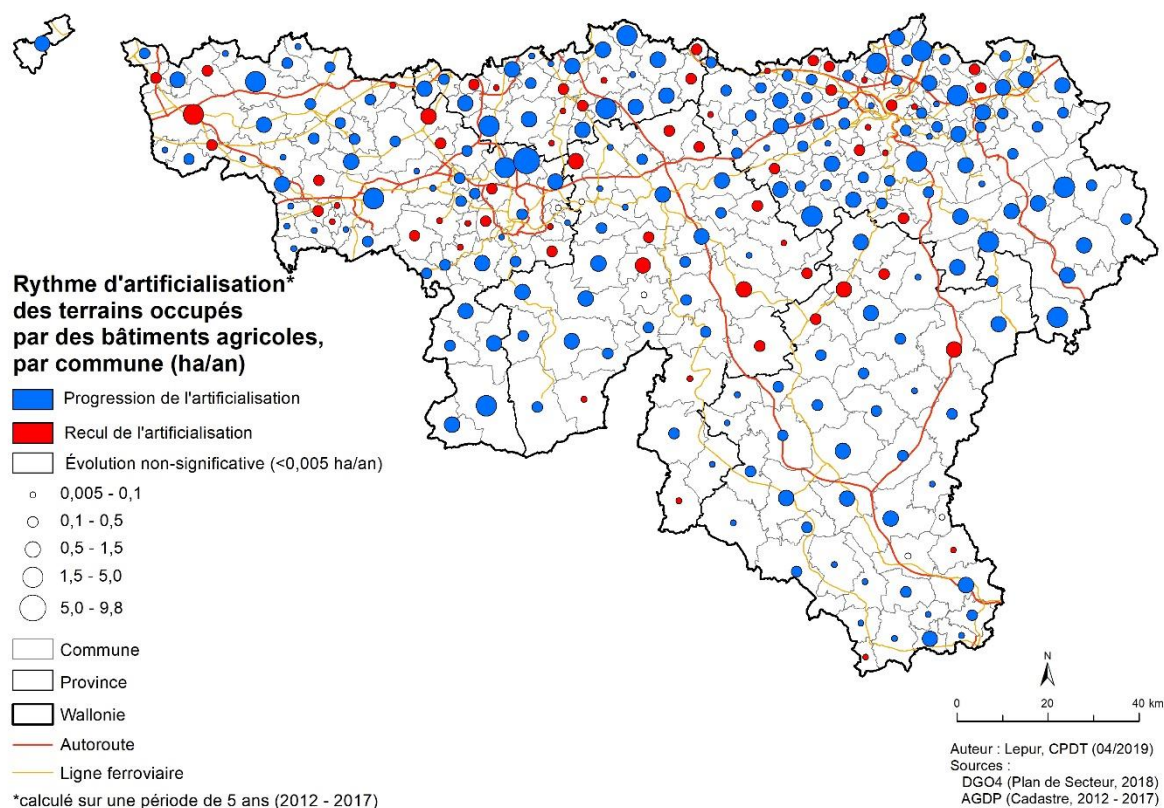 Rythme d'artificialisation*
des terrains occupés
par des bâtiments agricoles,
par commune (ha/an)
Progression de l'artificialisation
Recul de l'artificialisation
Évolution non-significative (<0,005 ha/an)
0,005 - 0,1
0,1 - 0,5
0,5 - 1,5
1,5 - 5,0
5,0 - 9,8
Commune
Province
Wallonie
Autoroute
Ligne ferroviaire
*calculé sur une période de 5 ans (2012 - 2017)
N
0 20 40 km
Auteur : Lepur, CPDT (04/2019)
Sources :
DGO4 (Plan de Secteur, 2018)
AGDP (Cadastre, 2012 - 2017)